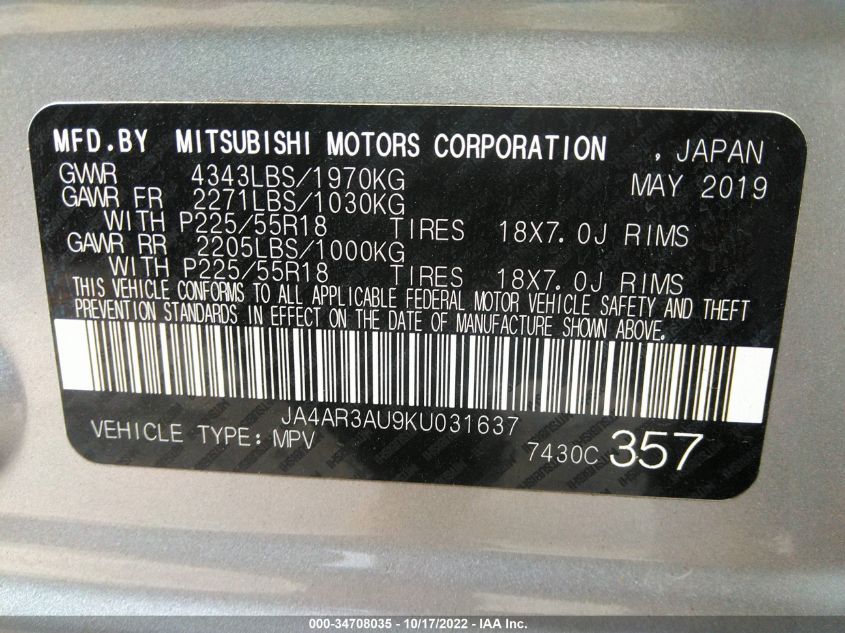 MFD.BY MITSUBISHI MOTORS CORPORATION , JAPAN
GVWR 4343LBS/1970KG MAY 2019
GAWR FR 2271LBS/1030KG
WITH P225/55R18 TIRES 18X7.0J RIMS
GAWR RR 2205LBS/1000KG
WITH P225/55R18 TIRES 18X7.0J RIMS
THIS VEHICLE CONFORMS TO ALL APPLICABLE FEDERAL MOTOR VEHICLE SAFETY AND THEFT
PREVENTION STANDARDS IN EFFECT ON THE DATE OF MANUFACTURE SHOWN ABOVE.
JA4AR3AU9KU031637
VEHICLE TYPE: MPV 7430C 357
000-34708035 - 10/17/2022 - IAA Inc.